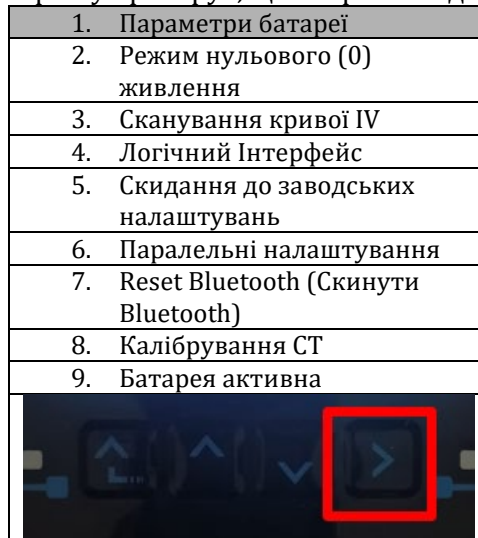 1. Параметри батареї
2. Режим нульового (0)
живлення
3. Сканування кривої IV
4. Логічний Інтерфейс
5. Скидання до заводських
налаштувань
6. Паралельні налаштування
7. Reset Bluetooth (Скинути
Bluetooth)
8. Калібрування СТ
9. Батарея активна